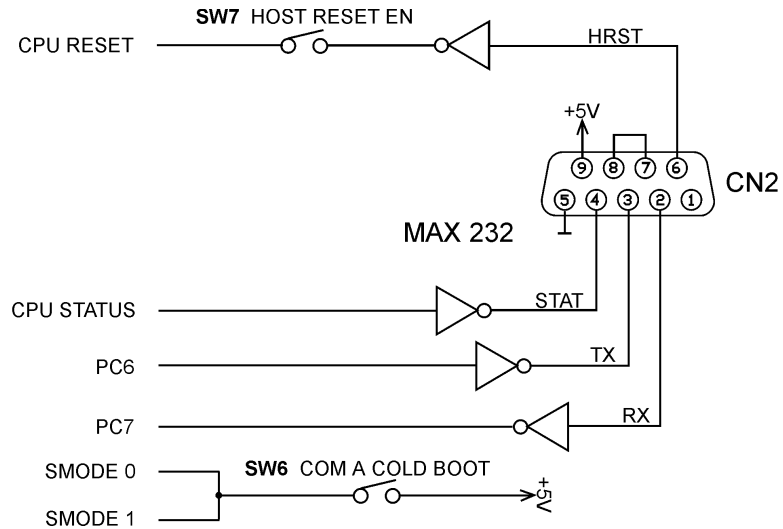 SW7 HOST RESET EN
CPU RESET
HRST
+5V
9 8 7 6
CN2
5 4 3 2 1
MAX 232
CPU STATUS
STAT
PC6
TX
PC7
RX
SMODE 0
SW6 COM A COLD BOOT
+5V
SMODE 1